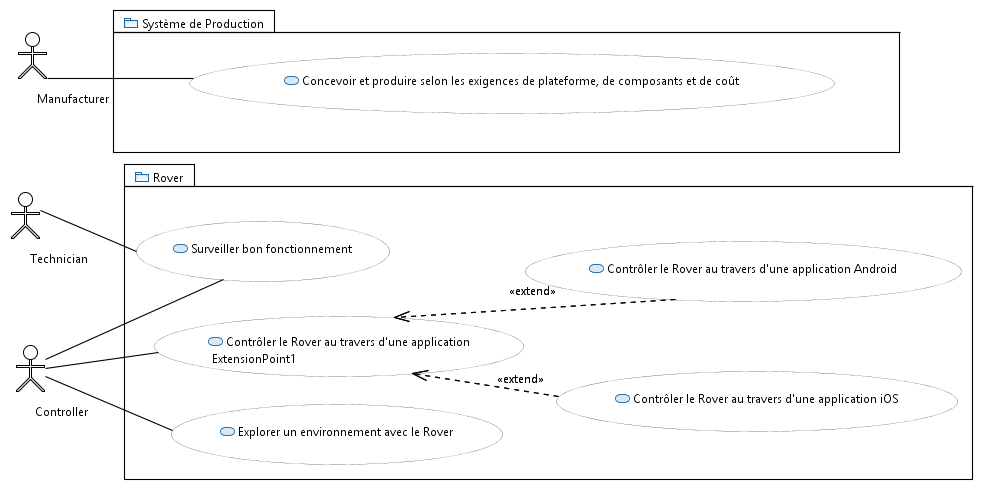 Système de Production
Concevoir et produire selon les exigences de plateforme, de composants et de coût
Manufacturer
Rover
Surveiller bon fonctionnement
Technician
Contrôler le Rover au travers d'une application Android
«extend»
Contrôler le Rover au travers d'une application
ExtensionPoint1
«extend»
Contrôler le Rover au travers d'une application iOS
Controller
Explorer un environnement avec le Rover